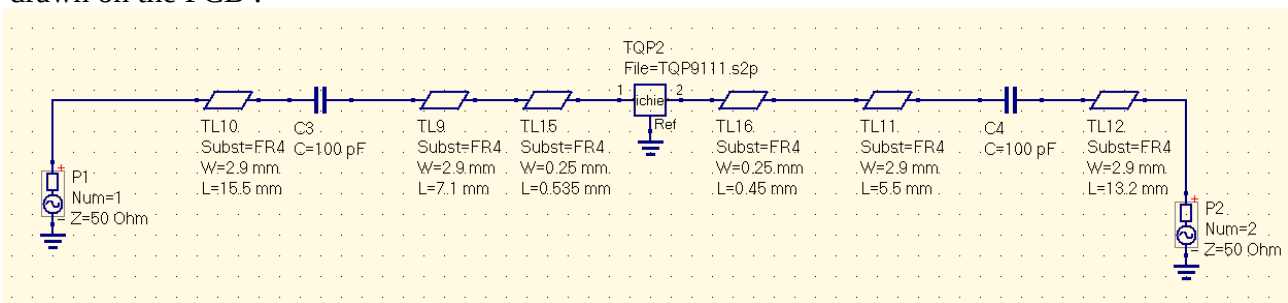 drawn on the PCB :
TQP2
File=TQP9111.s2p
1
2
ichie
Ref
TL10
Subst=FR4
W=2.9 mm
L=15.5 mm
C3
C=100 pF
TL9
Subst=FR4
W=2.9 mm
L=7.1 mm
TL15
Subst=FR4
W=0.25 mm
L=0.535 mm
TL16
Subst=FR4
W=0.25 mm
L=0.45 mm
TL11
Subst=FR4
W=2.9 mm
L=5.5 mm
C4
C=100 pF
TL12
Subst=FR4
W=2.9 mm
L=13.2 mm
+
P1
Num=1
- Z=50 Ohm
+
P2
Num=2
- Z=50 Ohm